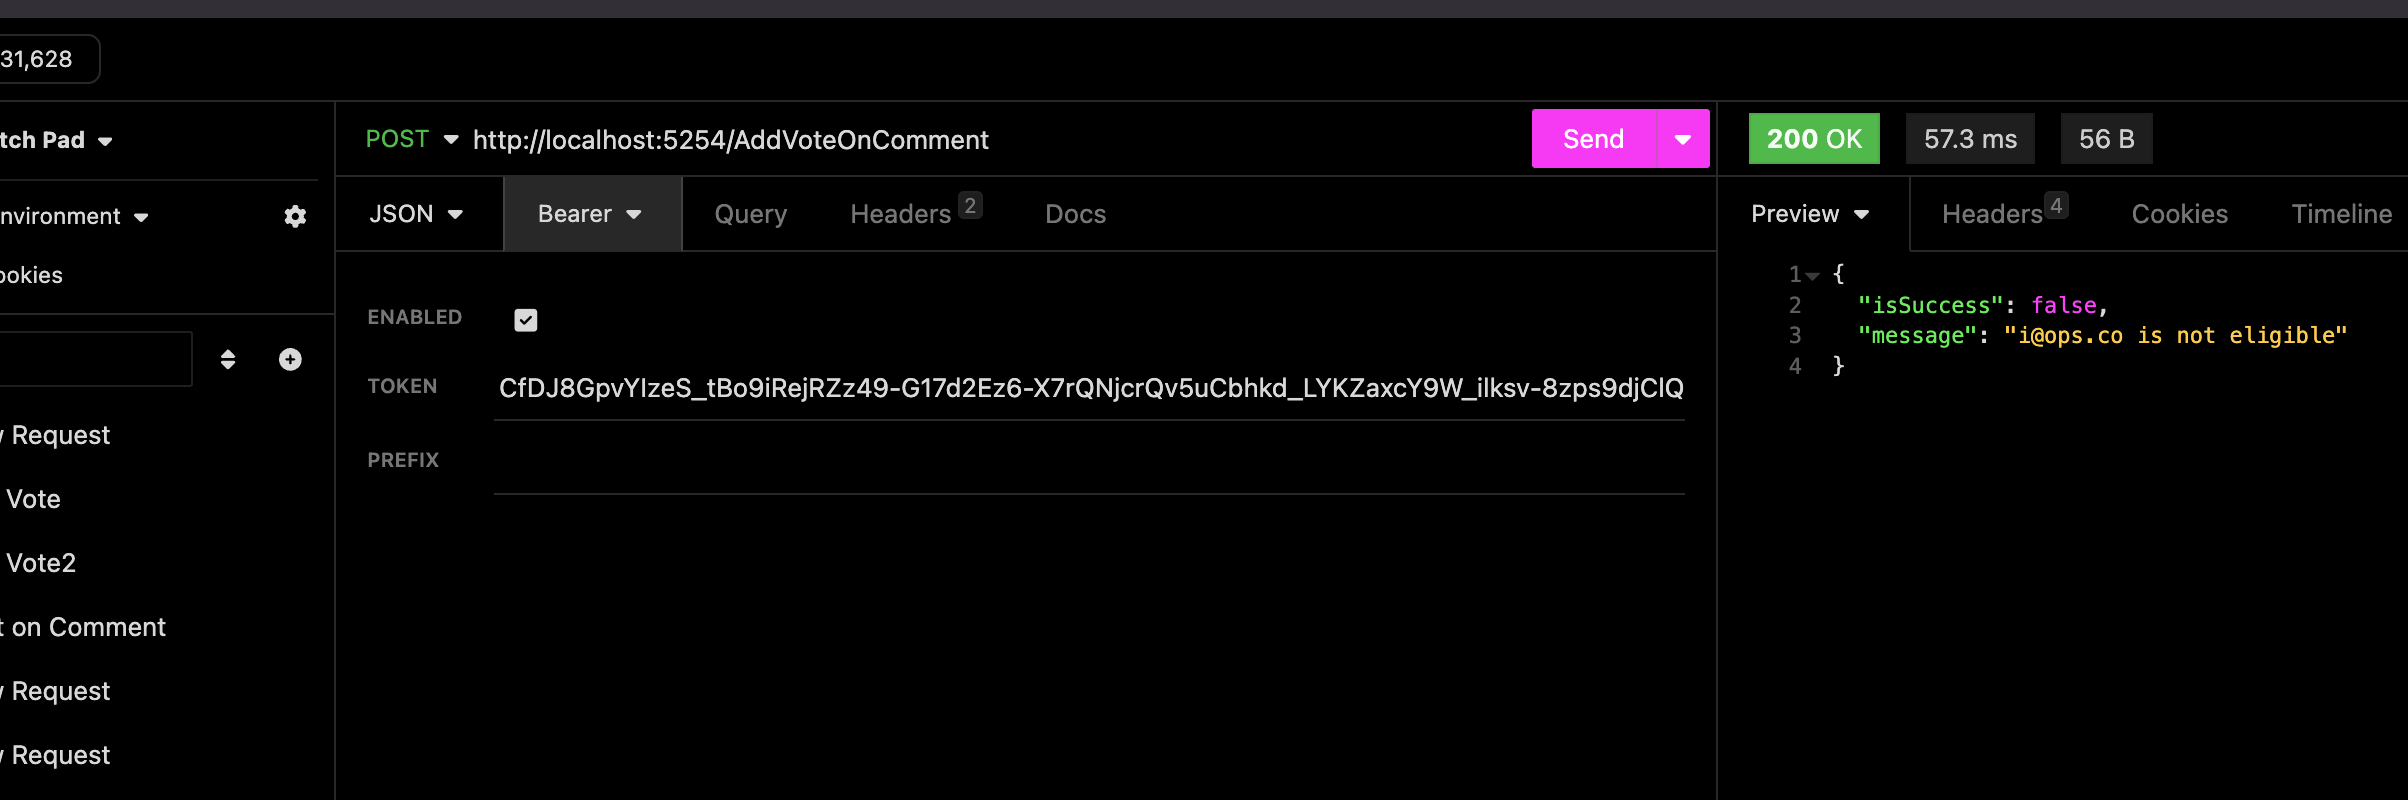 31,628
tch Pad
POST http://localhost:5254/AddVoteOnComment Send 200 OK 57.3 ms 56 B
nvironment
JSON Bearer Query Headers 2 Docs Preview Headers 4 Cookies Timeline
ookies
ENABLED
TOKEN CfDJ8GpvYIzeS_tBo9iRejRZz49-G17d2Ez6-X7rQNjcrQv5uCbhkd_LYKZaxcY9W_ilksv-8zps9djClQ
PREFIX
1 {
2 "isSuccess": false,
3 "message": "i@ops.co is not eligible"
4 }
Request
Vote
Vote2
t on Comment
Request
Request